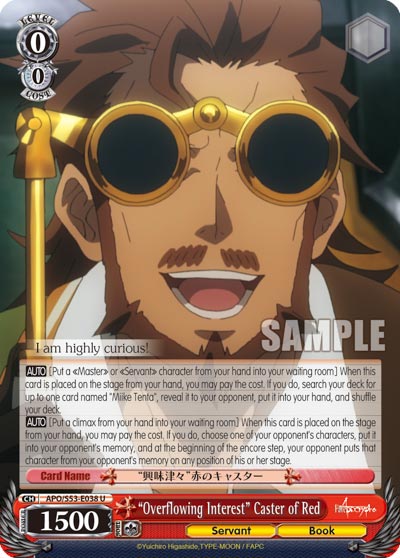 LEVEL
0
0
COST
I am highly curious!
SAMPLE
AUTO [Put a «Master» or «Servant» character from your hand into your waiting room] When this
card is placed on the stage from your hand, you may pay the cost. If you do, search your deck for
up to one card named "Miike Tenta", reveal it to your opponent, put it into your hand, and shuffle
your deck.
AUTO [Put a climax from your hand into your waiting room] When this card is placed on the stage
from your hand, you may pay the cost. If you do, choose one of your opponent's characters, put it
into your opponent's memory, and at the beginning of the encore step, your opponent puts that
character from your opponent's memory on any position of his or her stage.
Card Name
"興味津々"赤のキャスター
CH APO/S53-E038 U
1500
"Overflowing Interest" Caster of Red
Fate Apocrypha
Servant
Book
©Yuichiro Higashide,TYPE-MOON / FAPC